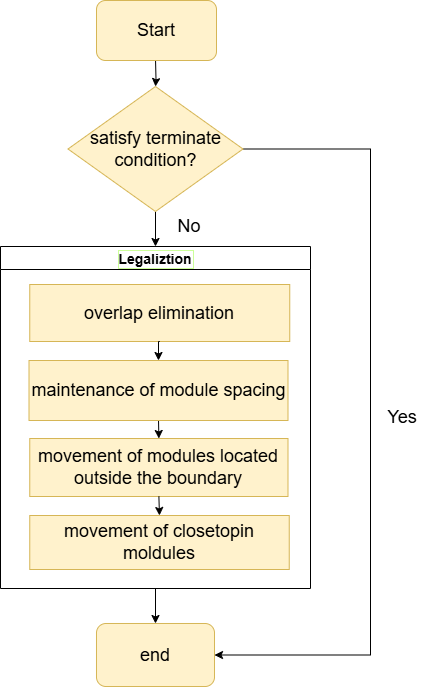 Start
satisfy terminate
condition?
No
Legaliztion
overlap elimination
maintenance of module spacing
Yes
movement of modules located
outside the boundary
movement of closetopin
moldules
end